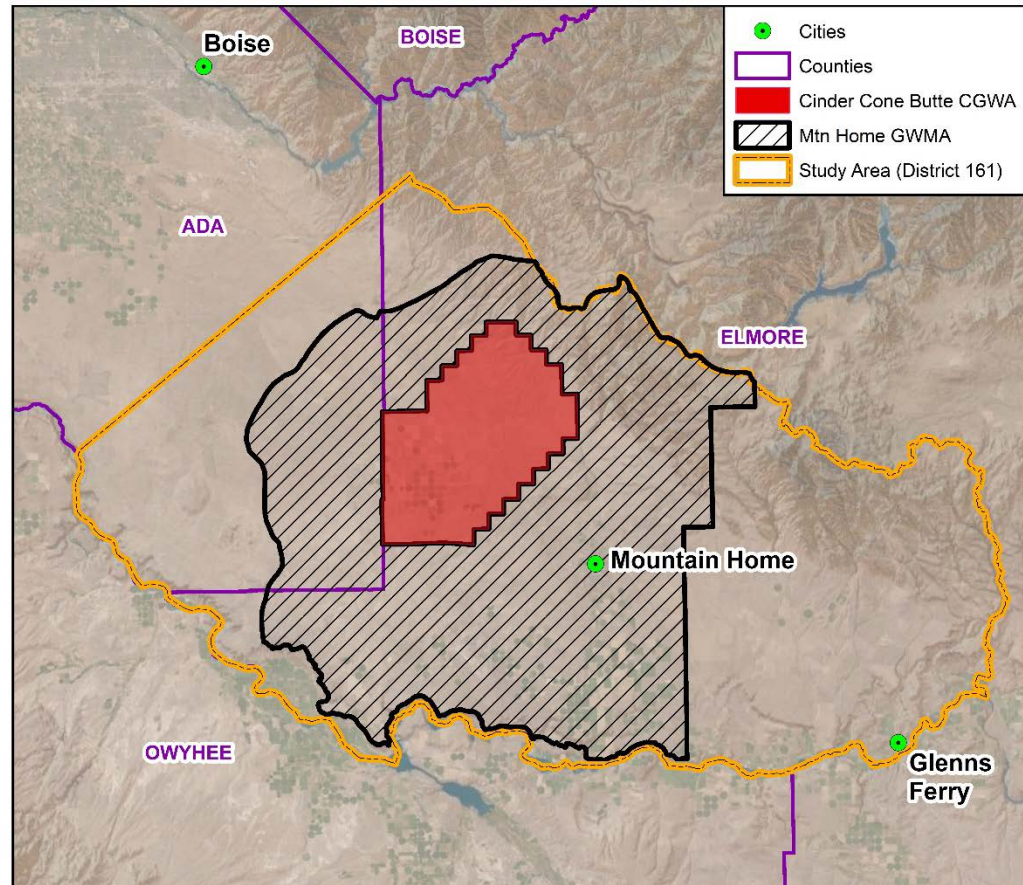 Boise
BOISE
Cities
Counties
Cinder Cone Butte CGWA
Mtn Home GWMA
Study Area (District 161)
ADA
ELMORE
Mountain Home
OWYHEE
Glenns
Ferry